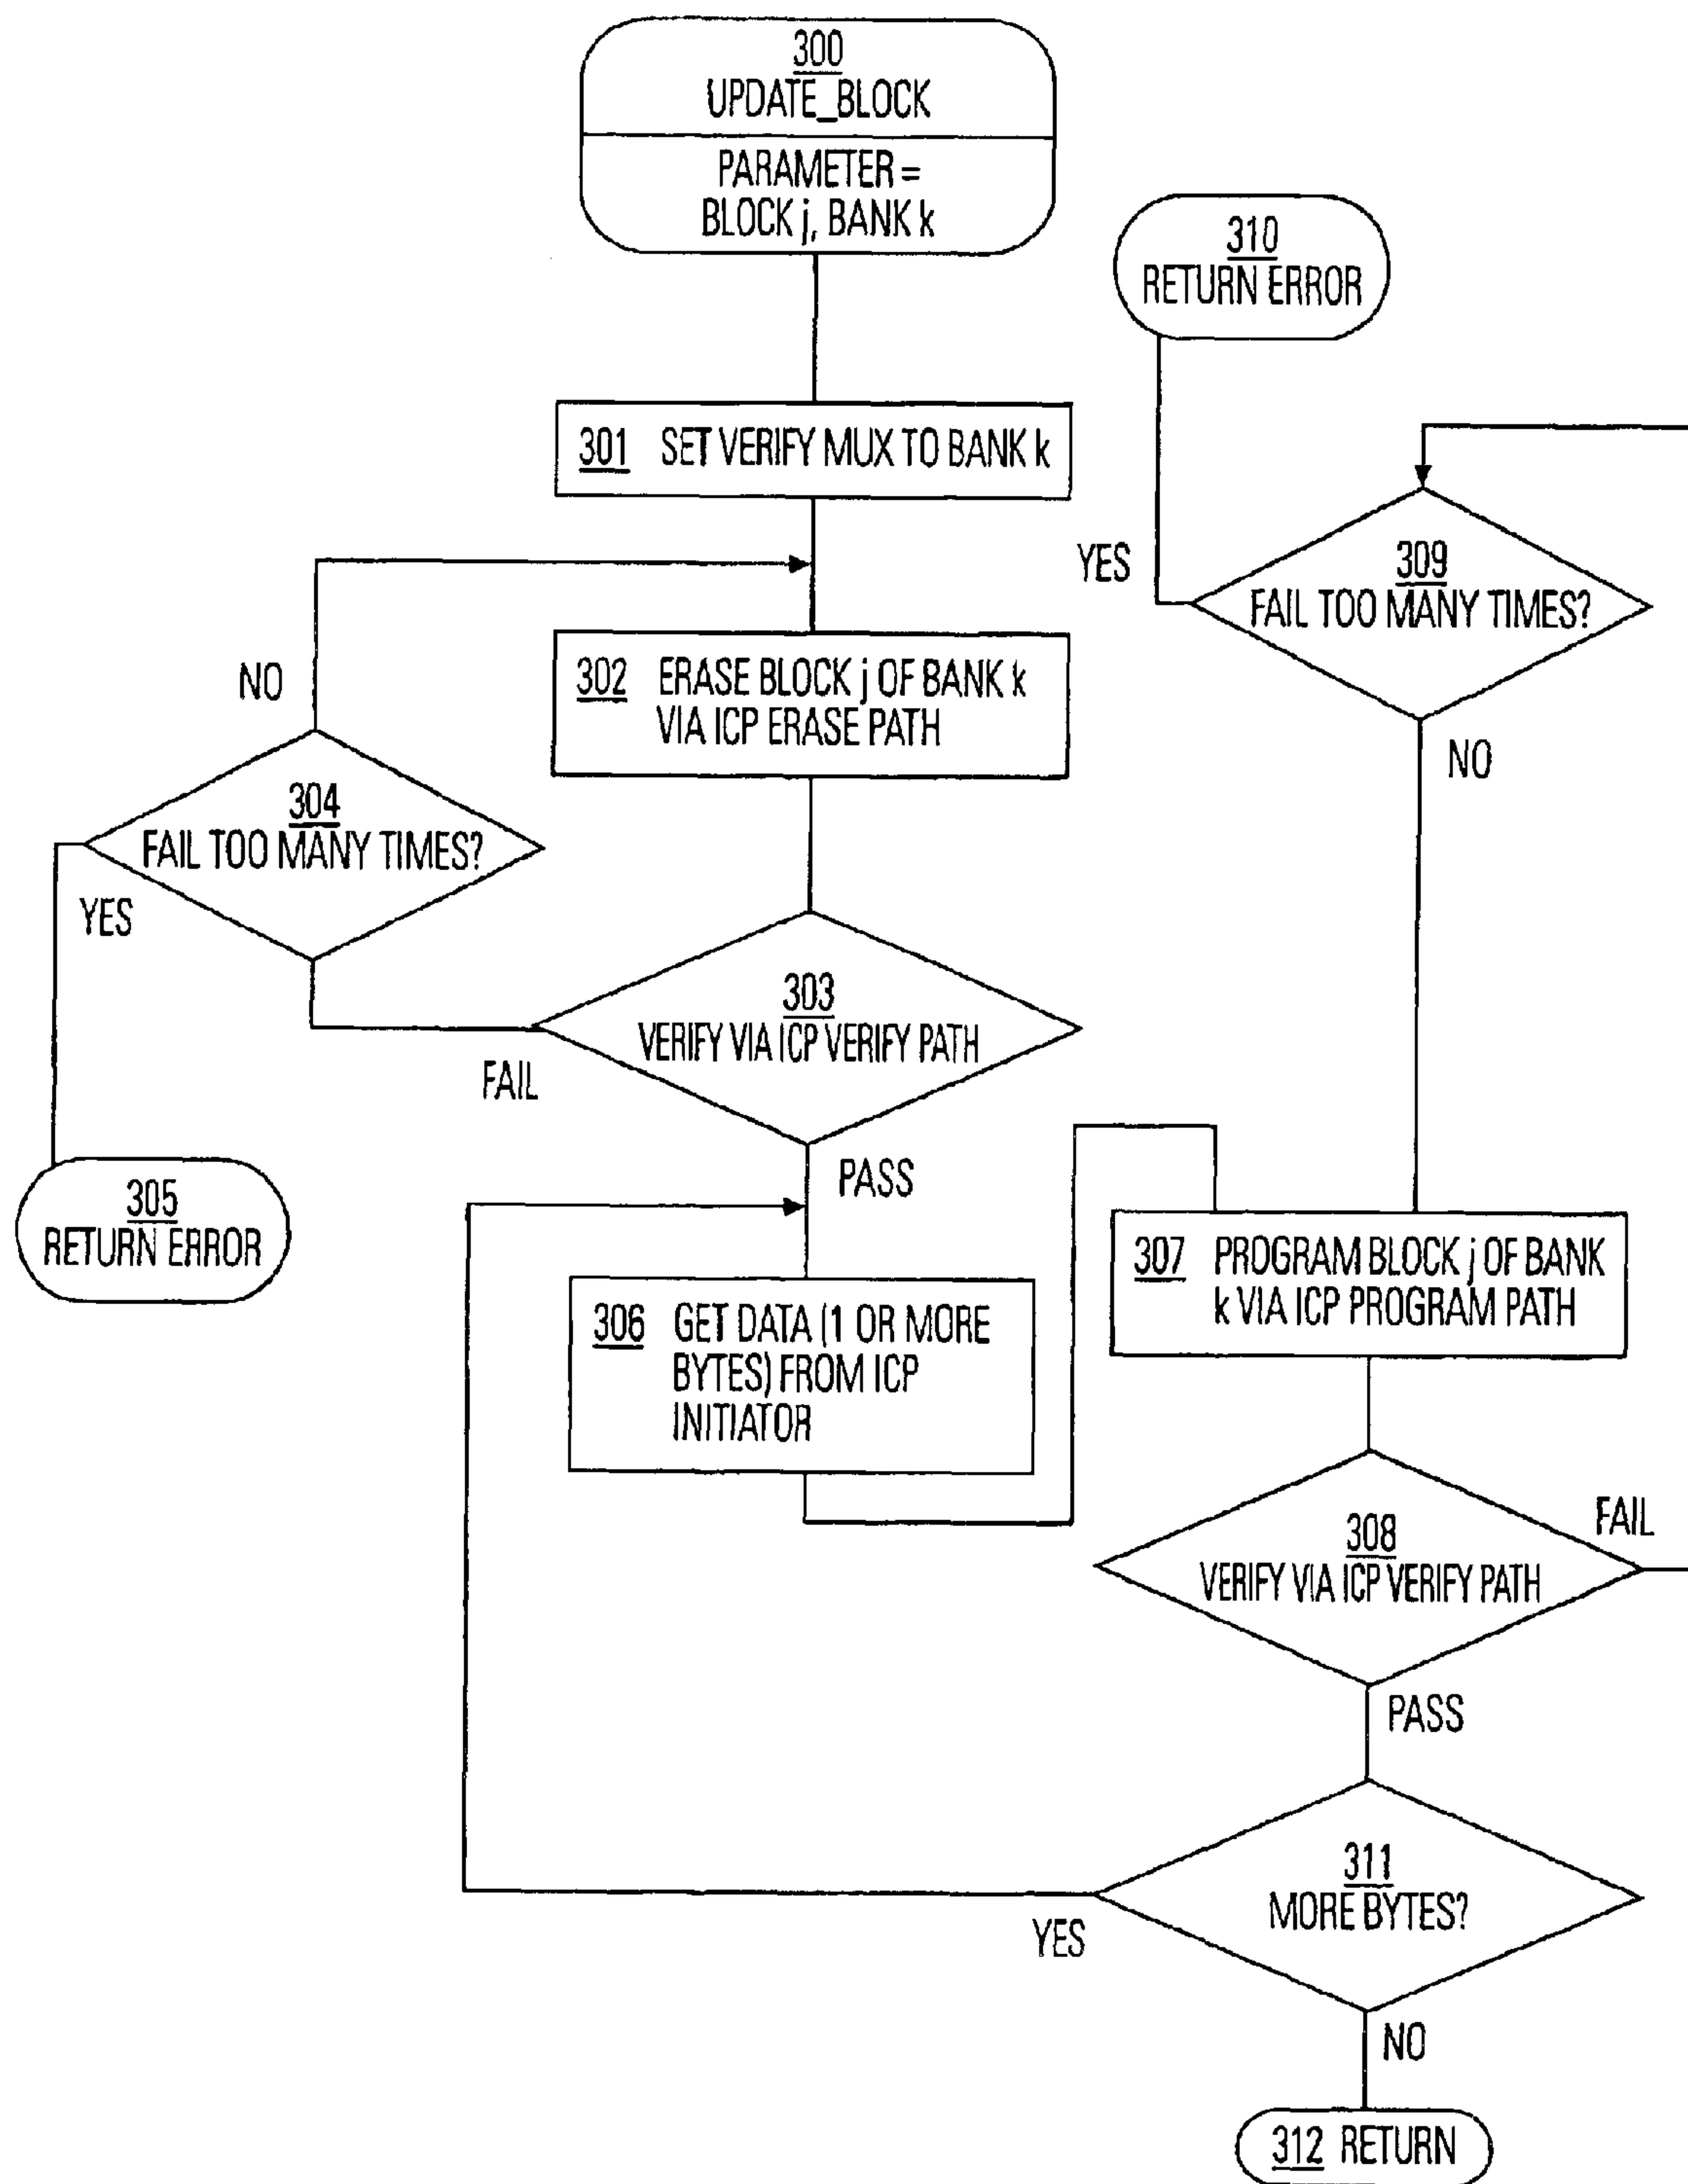 300
UPDATE_BLOCK
PARAMETER =
BLOCK j, BANK k
310
RETURN ERROR
301 SET VERIFY MUX TO BANK k
YES
309
FAIL TOO MANY TIMES?
NO
302 ERASE BLOCK j OF BANK k
VIA ICP ERASE PATH
NO
304
FAIL TOO MANY TIMES?
YES
303
VERIFY VIA ICP VERIFY PATH
FAIL
PASS
305
RETURN ERROR
307 PROGRAM BLOCK j OF BANK
k VIA ICP PROGRAM PATH
306 GET DATA (1 OR MORE
BYTES) FROM ICP
INITIATOR
FAIL
308
VERIFY VIA ICP VERIFY PATH
PASS
311
MORE BYTES?
YES
NO
312 RETURN